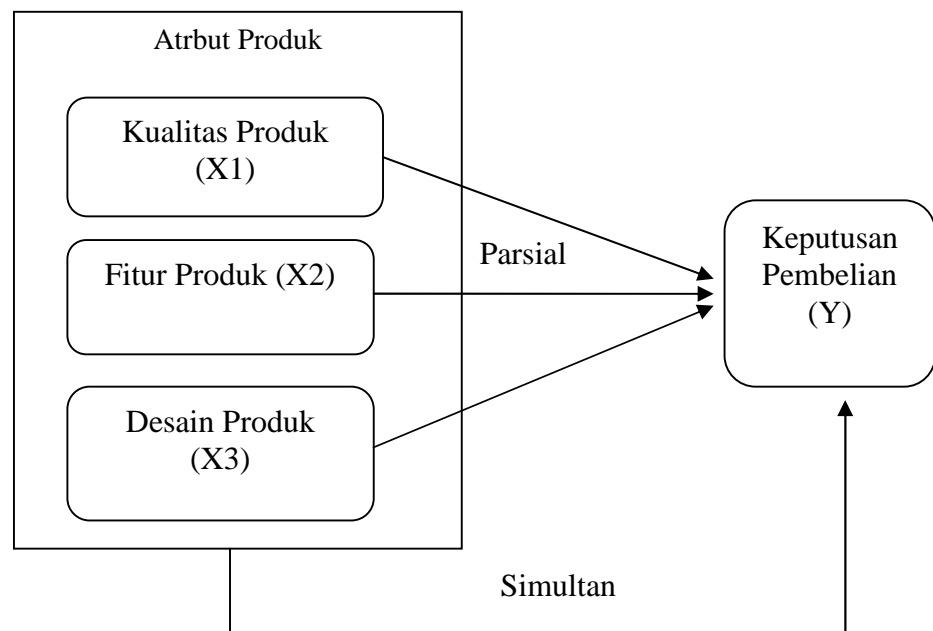 Atrbut Produk
Kualitas Produk
(X1)
Fitur Produk (X2)
Desain Produk
(X3)
Parsial
Keputusan
Pembelian
(Y)
Simultan